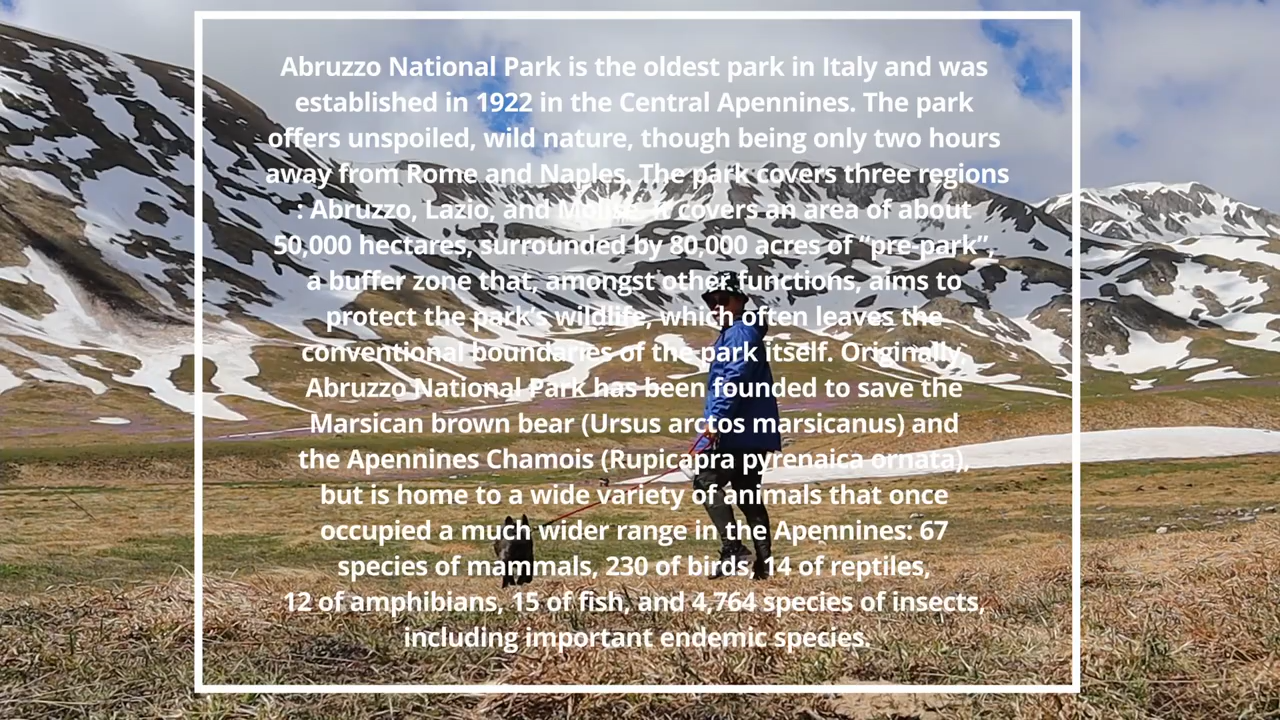 Abruzzo National Park is the oldest park in Italy and was
established in 1922 in the Central Apennines. The park
offers unspoiled, wild nature, though being only two hours
away from Rome and Naples. The park covers three regions
: Abruzzo, Lazio, and Molise. It covers an area of about
50,000 hectares, surrounded by 80,000 acres of “pre-park”,
a buffer zone that, amongst other functions, aims to
protect the park’s wildlife, which often leaves the
conventional boundaries of the park itself. Originally,
Abruzzo National Park has been founded to save the
Marsican brown bear (Ursus arctos marsicanus) and
the Apennines Chamois (Rupicapra pyrenaica ornata),
but is home to a wide variety of animals that once
occupied a much wider range in the Apennines: 67
species of mammals, 230 of birds, 14 of reptiles,
12 of amphibians, 15 of fish, and 4,764 species of insects,
including important endemic species.